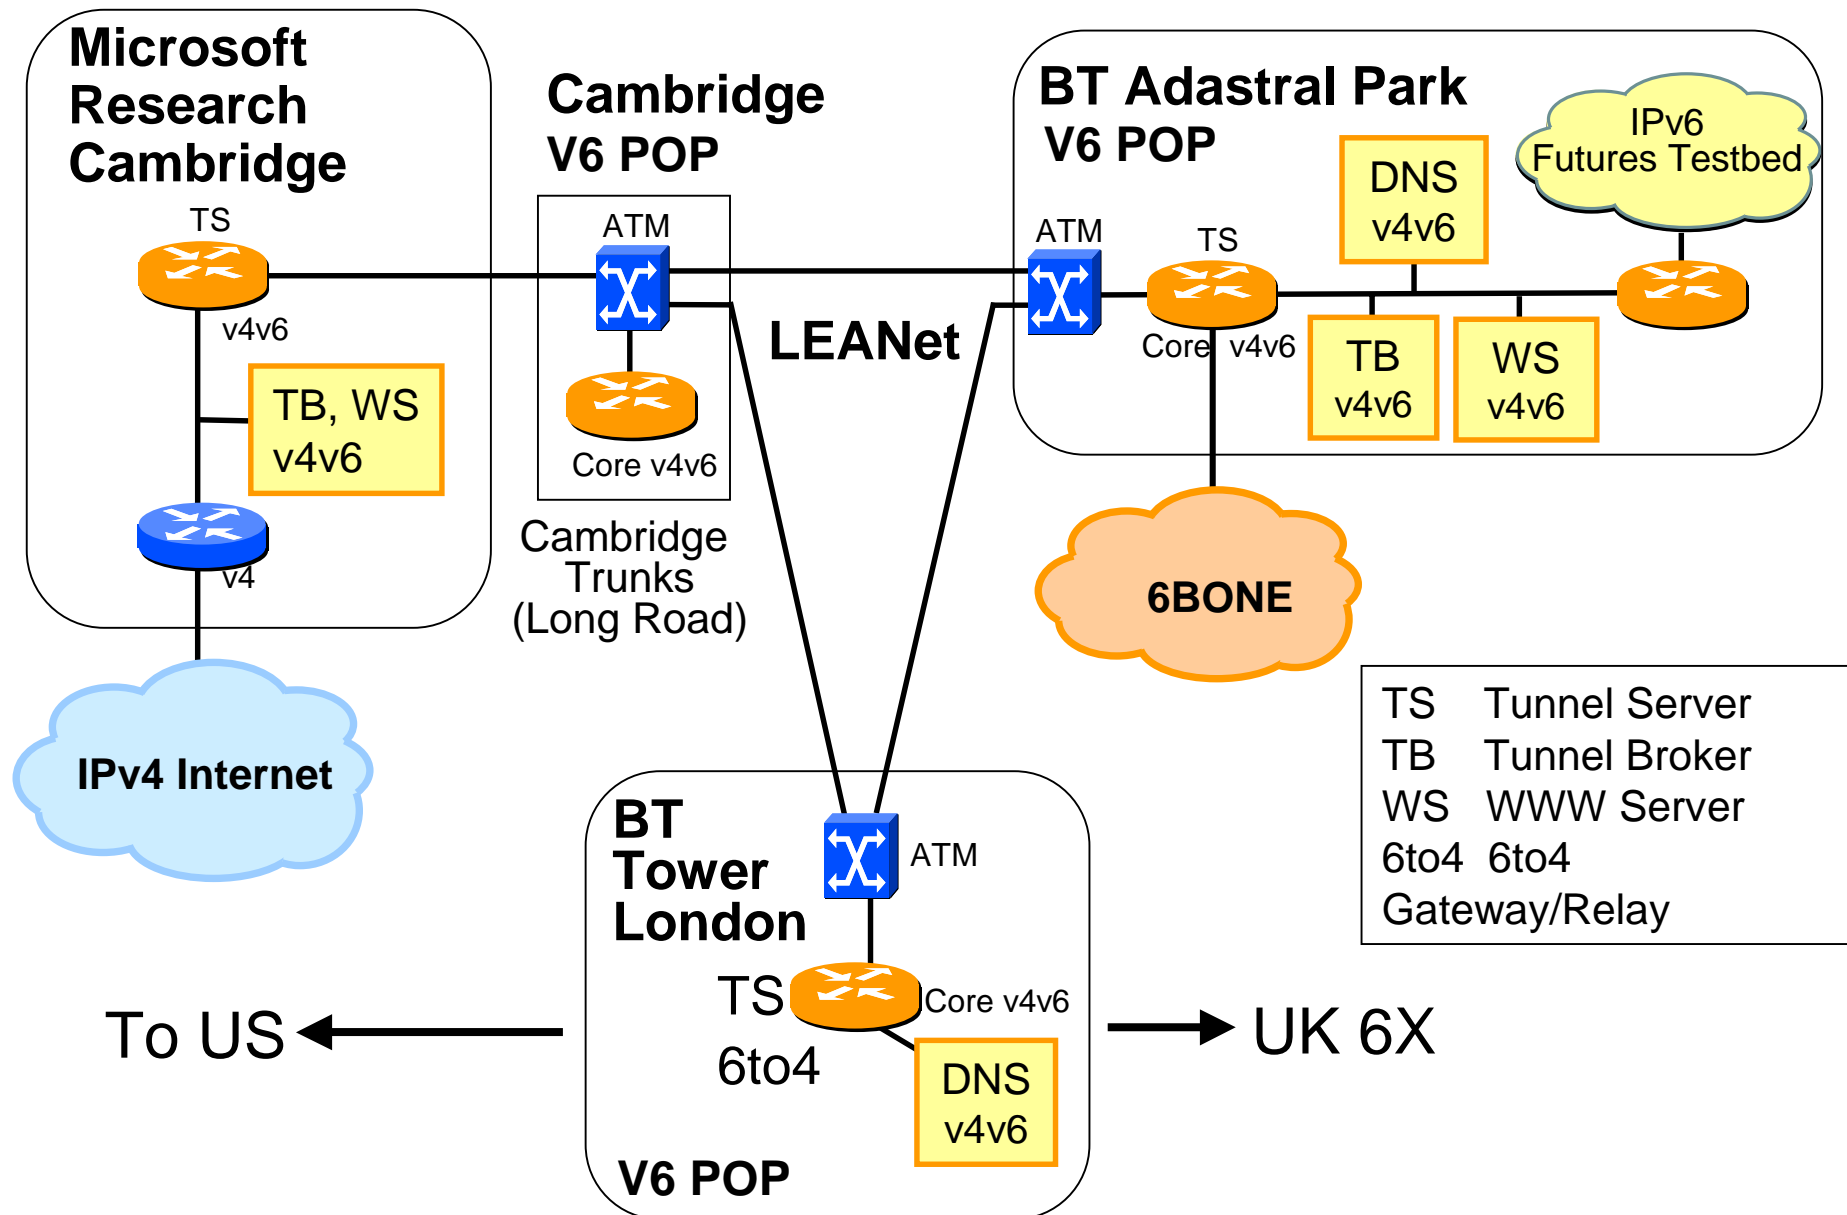 Microsoft
Research
Cambridge
TS
v4v6
TB, WS
v4v6
v4
IPv4 Internet
Cambridge
V6 POP
ATM
Core v4v6
Cambridge
Trunks
(Long Road)
LEANet
BT Adastral Park
V6 POP
ATM
TS
Core v4v6
DNS
v4v6
TB
v4v6
WS
v4v6
IPv6
Futures Testbed
6BONE
TS Tunnel Server
TB Tunnel Broker
WS WWW Server
6to4 6to4
Gateway/Relay
BT
Tower
London
ATM
TS
Core v4v6
6to4
DNS
v4v6
V6 POP
To US
UK 6X